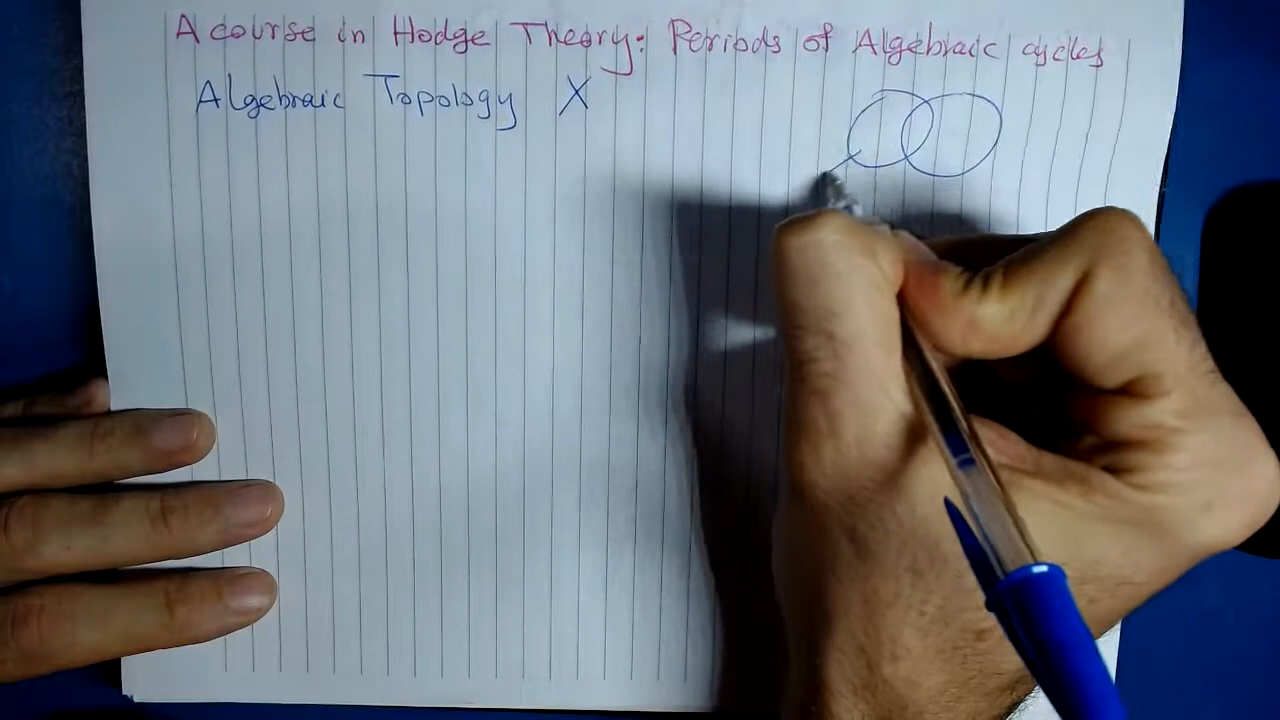 A course in Hodge Theory: Periods of Algebraic cycles
Algebraic Topology X